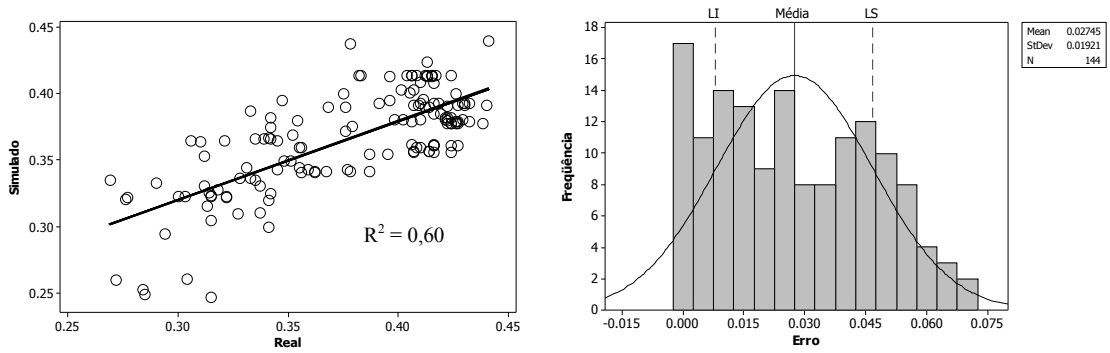 0.45
0.40
0.35
0.30
0.25
Simulado
R² = 0,60
0.25 0.30 0.35 0.40 0.45
Real
LI Média LS
18
16
14
12
10
8
6
4
2
0
Freqüência
-0.015 0.000 0.015 0.030 0.045 0.060 0.075
Erro
Mean 0.02745
StDev 0.01921
N 144